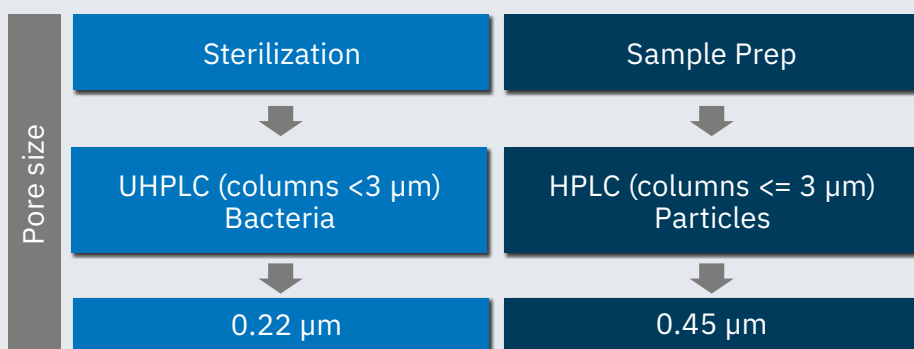 Pore size
Sterilization
Sample Prep
UHPLC (columns <3 µm)
Bacteria
HPLC (columns <= 3 µm)
Particles
0.22 µm
0.45 µm